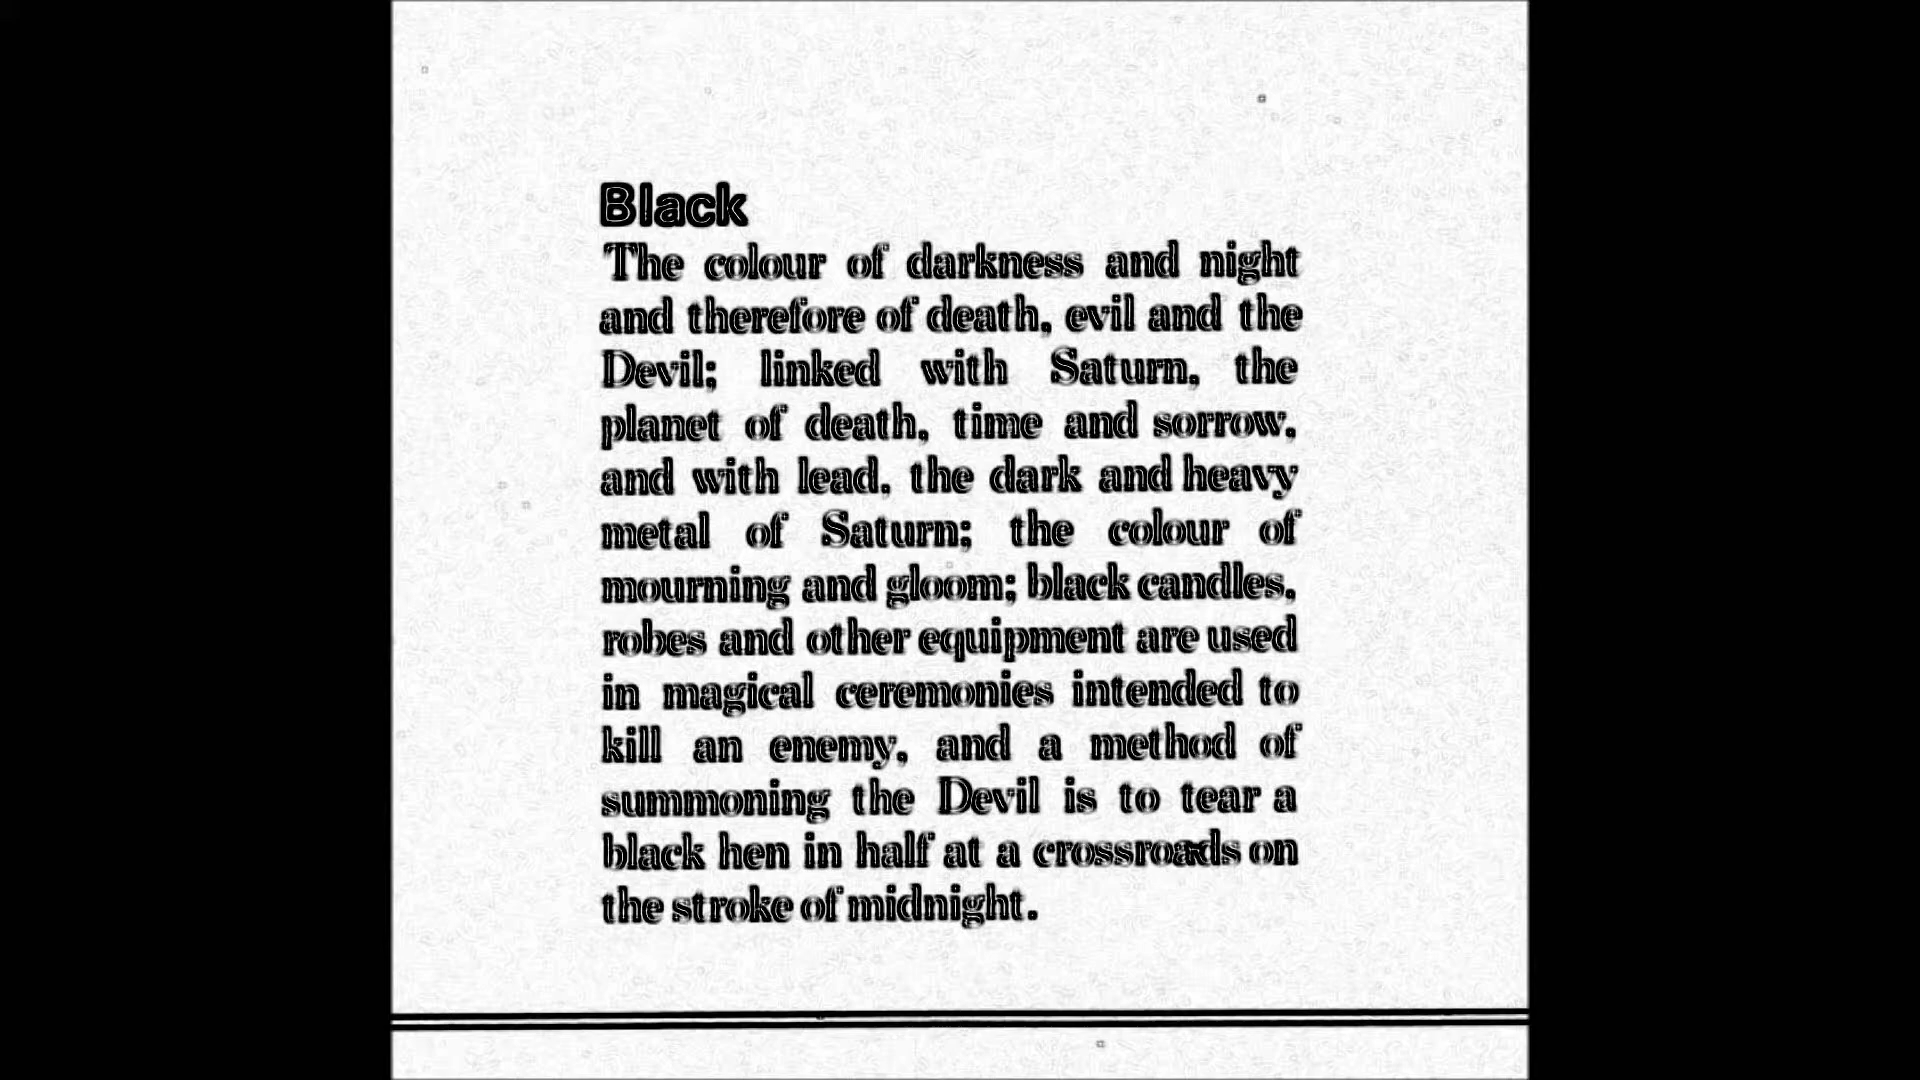 Black
The colour of darkness and night
and therefore of death, evil and the
Devil; linked with Saturn, the
planet of death, time and sorrow,
and with lead, the dark and heavy
metal of Saturn; the colour of
mourning and gloom; black candles,
robes and other equipment are used
in magical ceremonies intended to
kill an enemy, and a method of
summoning the Devil is to tear a
black hen in half at a crossroads on
the stroke of midnight.